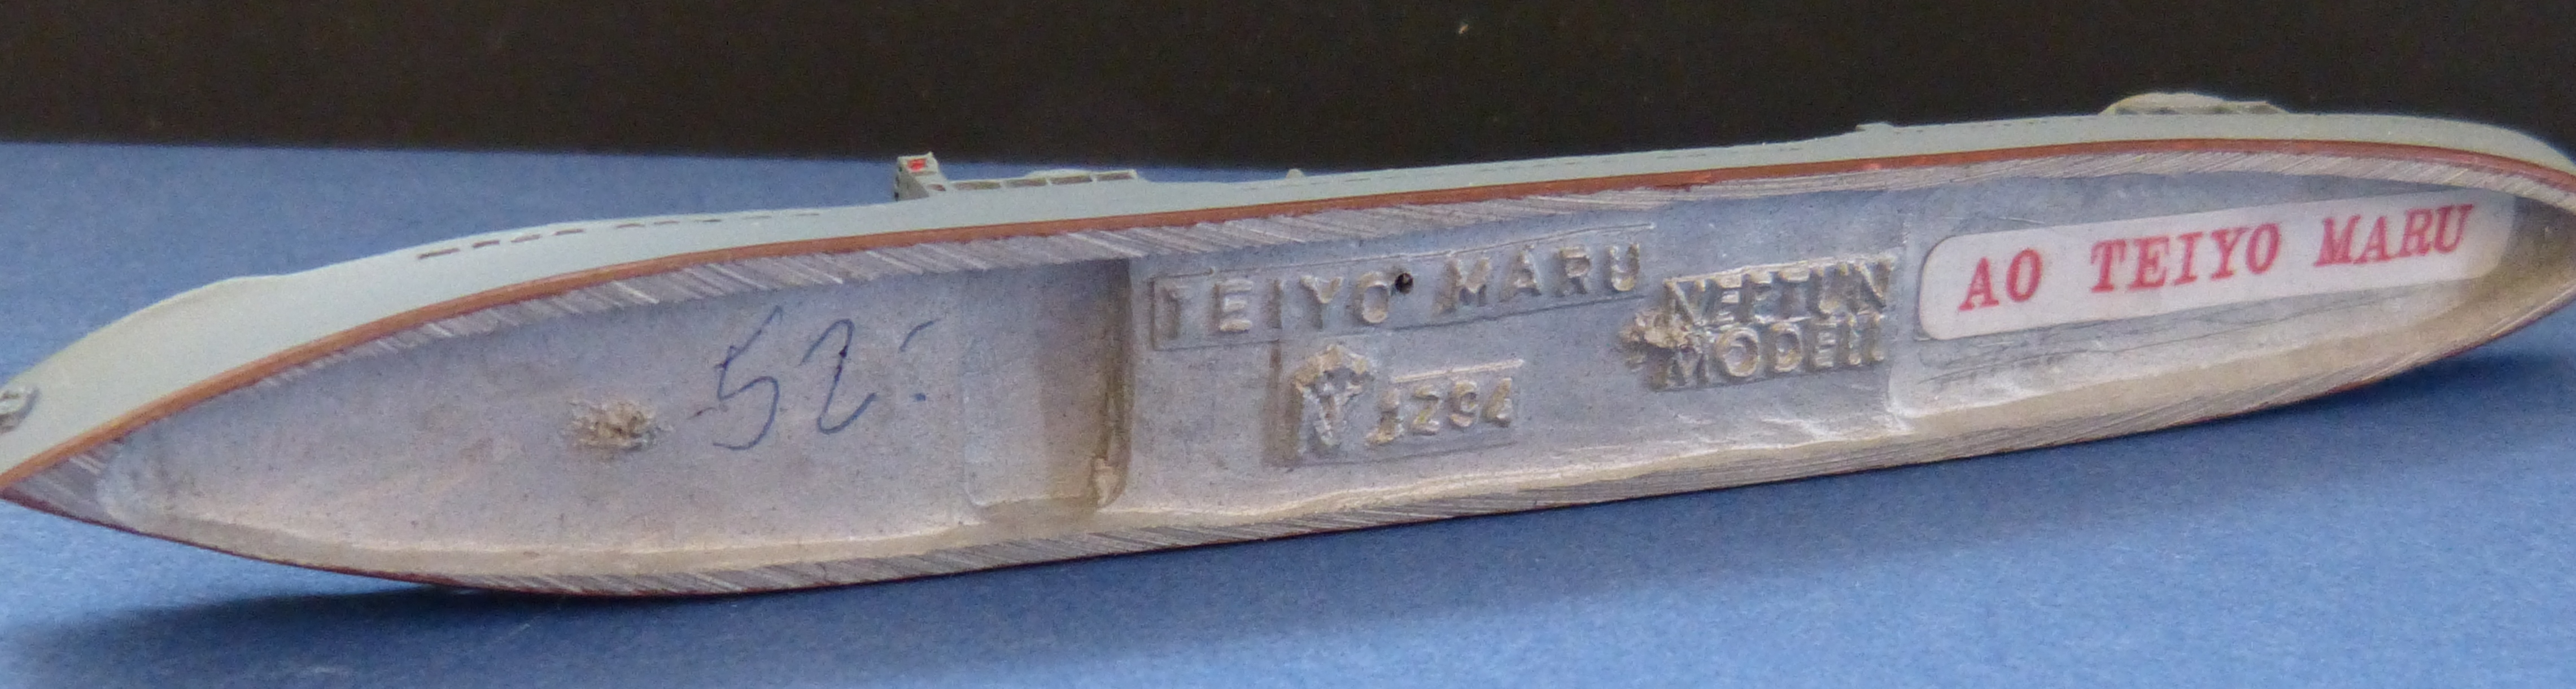 52.-
TEIYO MARU
N 1294
NEPTUN
MODELL
AO TEIYO MARU